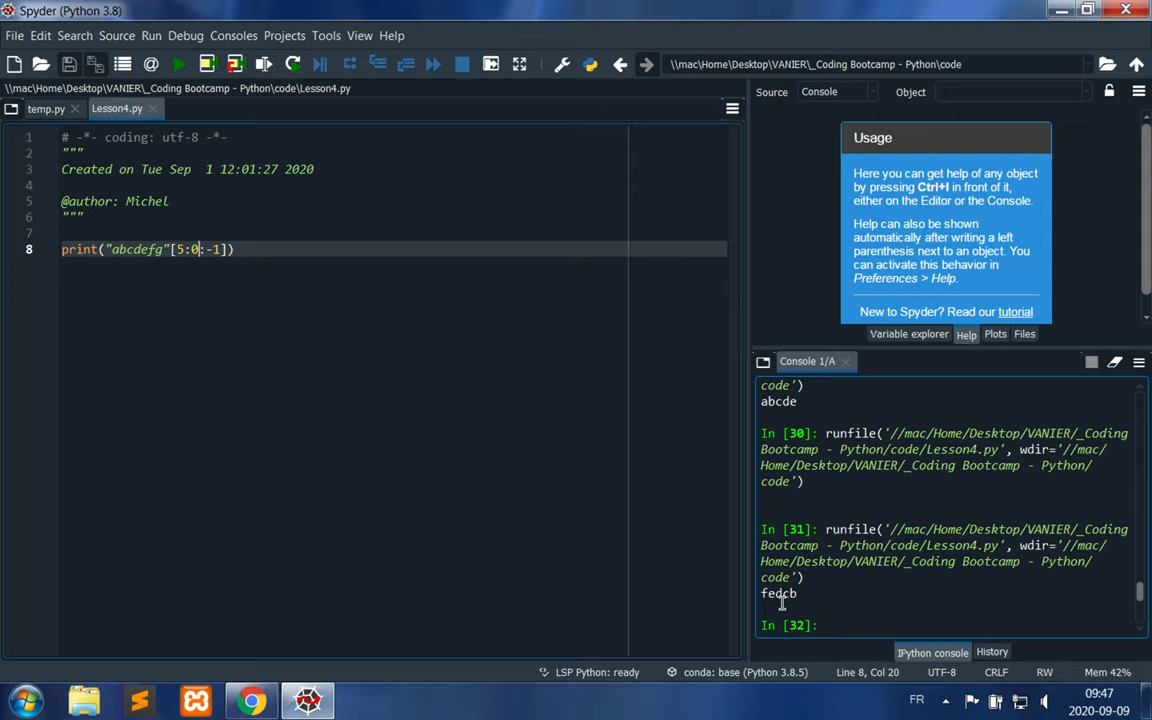 Spyder (Python 3.8)
File Edit Search Source Run Debug Consoles Projects Tools View Help
\\mac\Home\Desktop\VANIER\_Coding Bootcamp - Python\code
\\mac\Home\Desktop\VANIER\_Coding Bootcamp - Python\code\Lesson4.py
Source Console Object
temp.py Lesson4.py
1 # -*- coding: utf-8 -*-
2 """
3 Created on Tue Sep  1 12:01:27 2020
4
5 @author: Michel
6 """
7
8 print("abcdefg"[5:0:-1])
Usage
Here you can get help of any object
by pressing Ctrl+I in front of it,
either on the Editor or the Console.
Help can also be shown
automatically after writing a left
parenthesis next to an object. You
can activate this behavior in
Preferences > Help.
New to Spyder? Read our tutorial
Variable explorer Help Plots Files
Console 1/A
code')
abcde
In [30]: runfile('//mac/Home/Desktop/VANIER/_Coding
Bootcamp - Python/code/Lesson4.py', wdir='//mac/
Home/Desktop/VANIER/_Coding Bootcamp - Python/
code')
In [31]: runfile('//mac/Home/Desktop/VANIER/_Coding
Bootcamp - Python/code/Lesson4.py', wdir='//mac/
Home/Desktop/VANIER/_Coding Bootcamp - Python/
code')
fedcb
In [32]:
IPython console History
LSP Python: ready conda: base (Python 3.8.5) Line 8, Col 20 UTF-8 CRLF RW Mem 42%
FR 09:47
2020-09-09